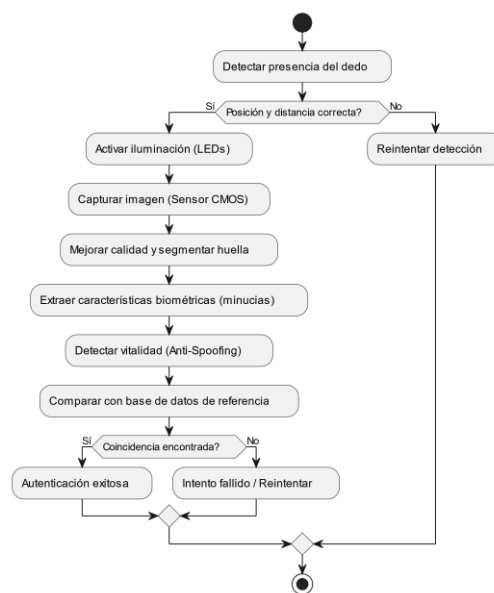 Detectar presencia del dedo
Sí
Posición y distancia correcta?
No
Activar iluminación (LEDs)
Reintentar detección
Capturar imagen (Sensor CMOS)
Mejorar calidad y segmentar huella
Extraer características biométricas (minucias)
Detectar vitalidad (Anti-Spoofing)
Comparar con base de datos de referencia
Sí
Coincidencia encontrada?
No
Autenticación exitosa
Intento fallido / Reintentar